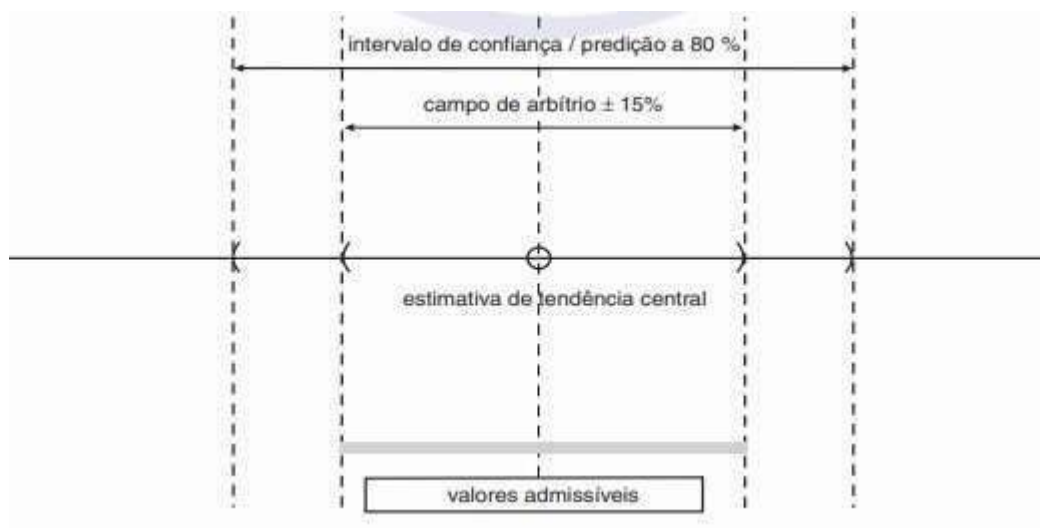 intervalo de confiança / predição a 80 %
campo de arbítrio ± 15%
estimativa de tendência central
valores admissíveis